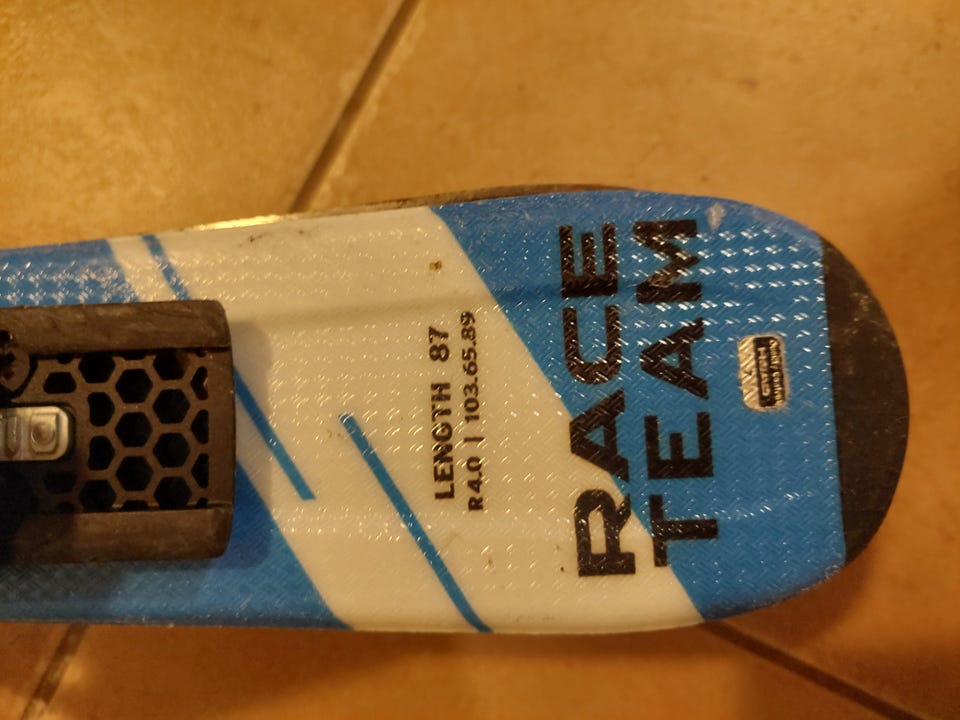 LENGTH 87
R4.0 | 103.65.89
RACE
TEAM